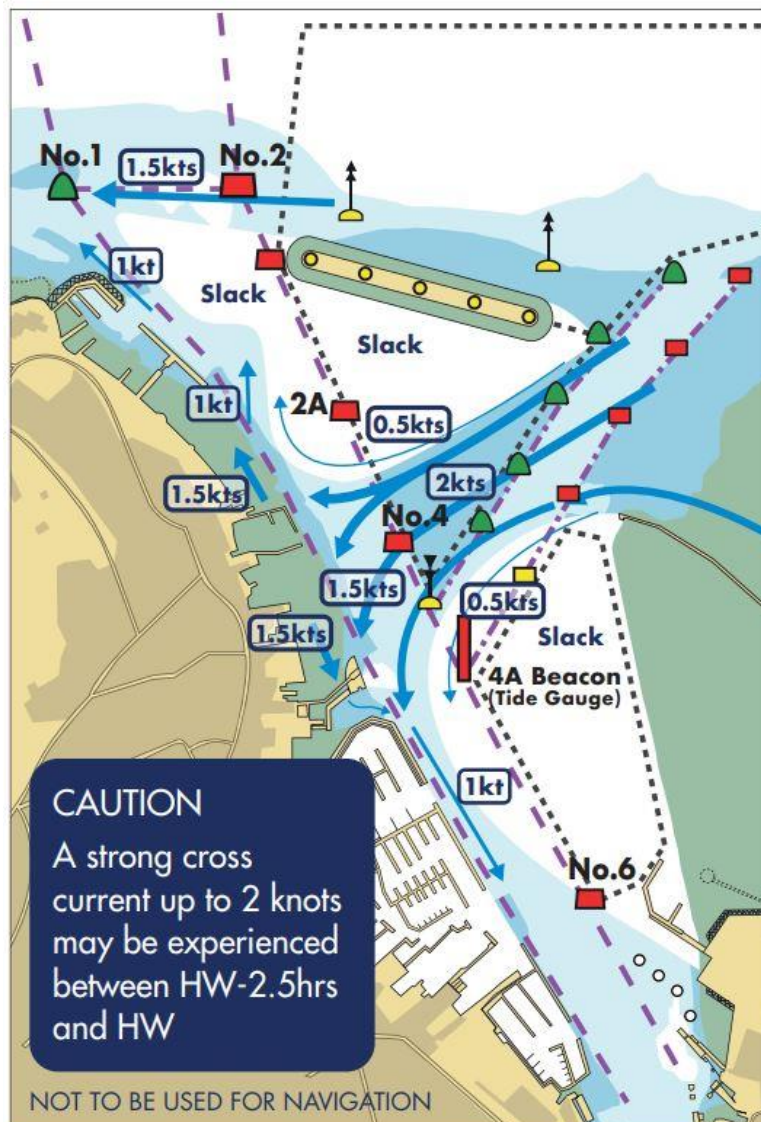 No.1
1.5kts
No.2
1kt
Slack
Slack
1kt
2A
0.5kts
1.5kts
2kts
No.4
1.5kts
0.5kts
1.5kts
Slack
4A Beacon
(Tide Gauge)
1kt
No.6
CAUTION
A strong cross
current up to 2 knots
may be experienced
between HW-2.5hrs
and HW
NOT TO BE USED FOR NAVIGATION